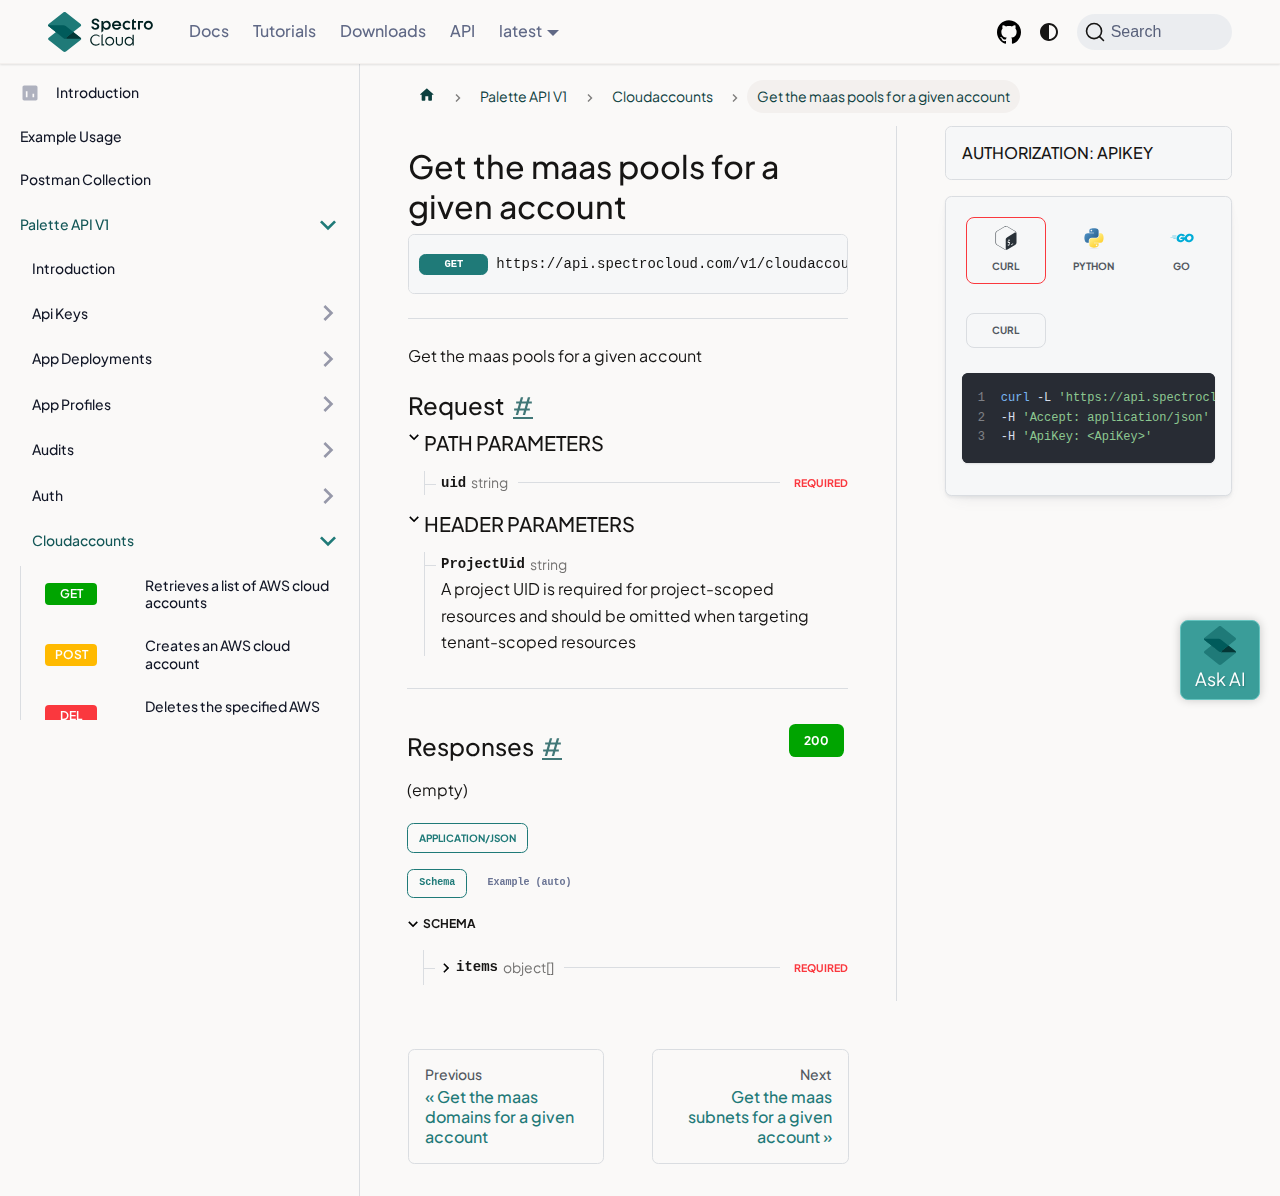 Spectro
Cloud
Docs
Tutorials
Downloads
API
latest
Search
Introduction
Example Usage
Postman Collection
Palette API V1
Introduction
Api Keys
App Deployments
App Profiles
Audits
Auth
Cloudaccounts
GET
Retrieves a list of AWS cloud
accounts
POST
Creates an AWS cloud
account
DEL
Deletes the specified AWS
Palette API V1
Cloudaccounts
Get the maas pools for a given account
Get the maas pools for a
given account
GET
https://api.spectrocloud.com/v1/cloudaccou
Get the maas pools for a given account
Request #
PATH PARAMETERS
uid string
REQUIRED
HEADER PARAMETERS
ProjectUid string
A project UID is required for project-scoped
resources and should be omitted when targeting
tenant-scoped resources
Responses #
200
(empty)
APPLICATION/JSON
Schema
Example (auto)
SCHEMA
items object[]
REQUIRED
Previous
« Get the maas
domains for a given
account
Next
Get the maas
subnets for a given
account »
AUTHORIZATION: APIKEY
CURL
PYTHON
GO
CURL
1 curl -L 'https://api.spectrocl
2 -H 'Accept: application/json'
3 -H 'ApiKey: <ApiKey>'
Ask AI